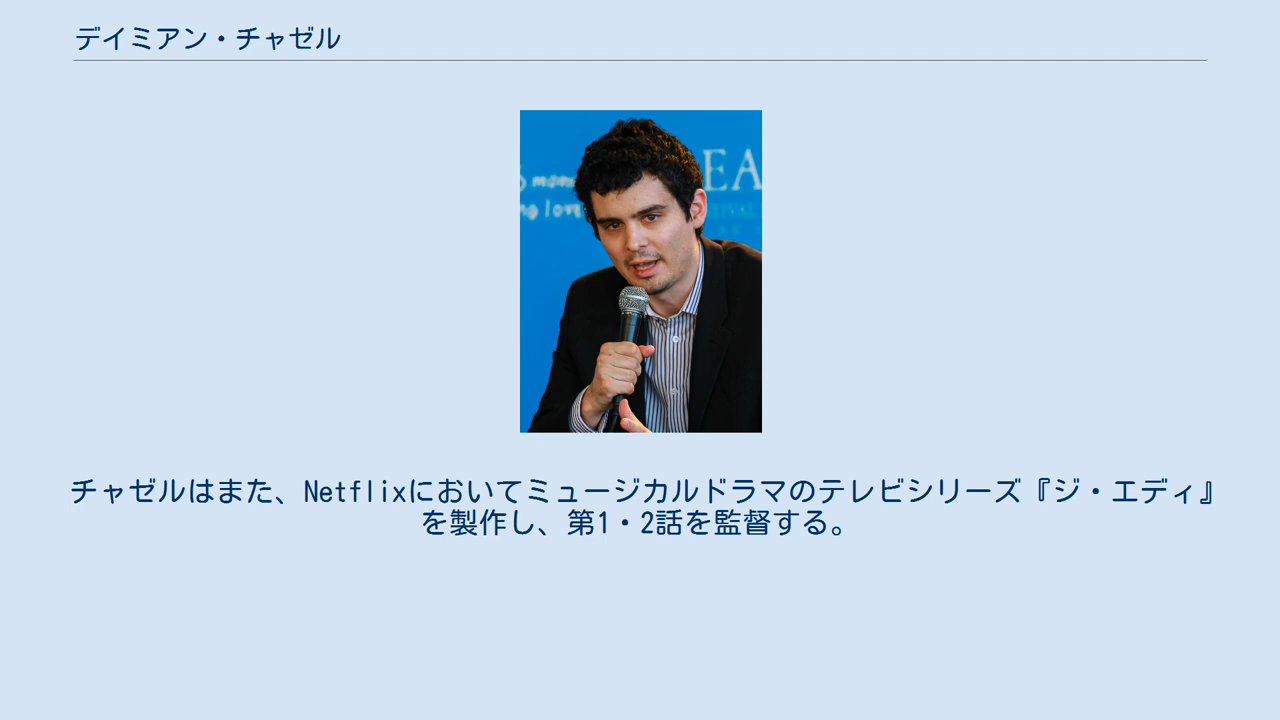 デイミアン・チャゼル
EA
ng love
チャゼルはまた、Netflixにおいてミュージカルドラマのテレビシリーズ『ジ・エディ』
を製作し、第1・2話を監督する。